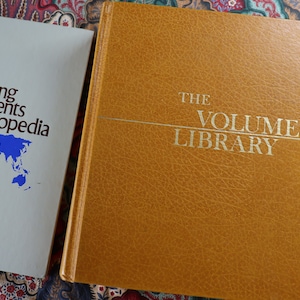 ng
ents
opedia
THE
VOLUME
LIBRARY